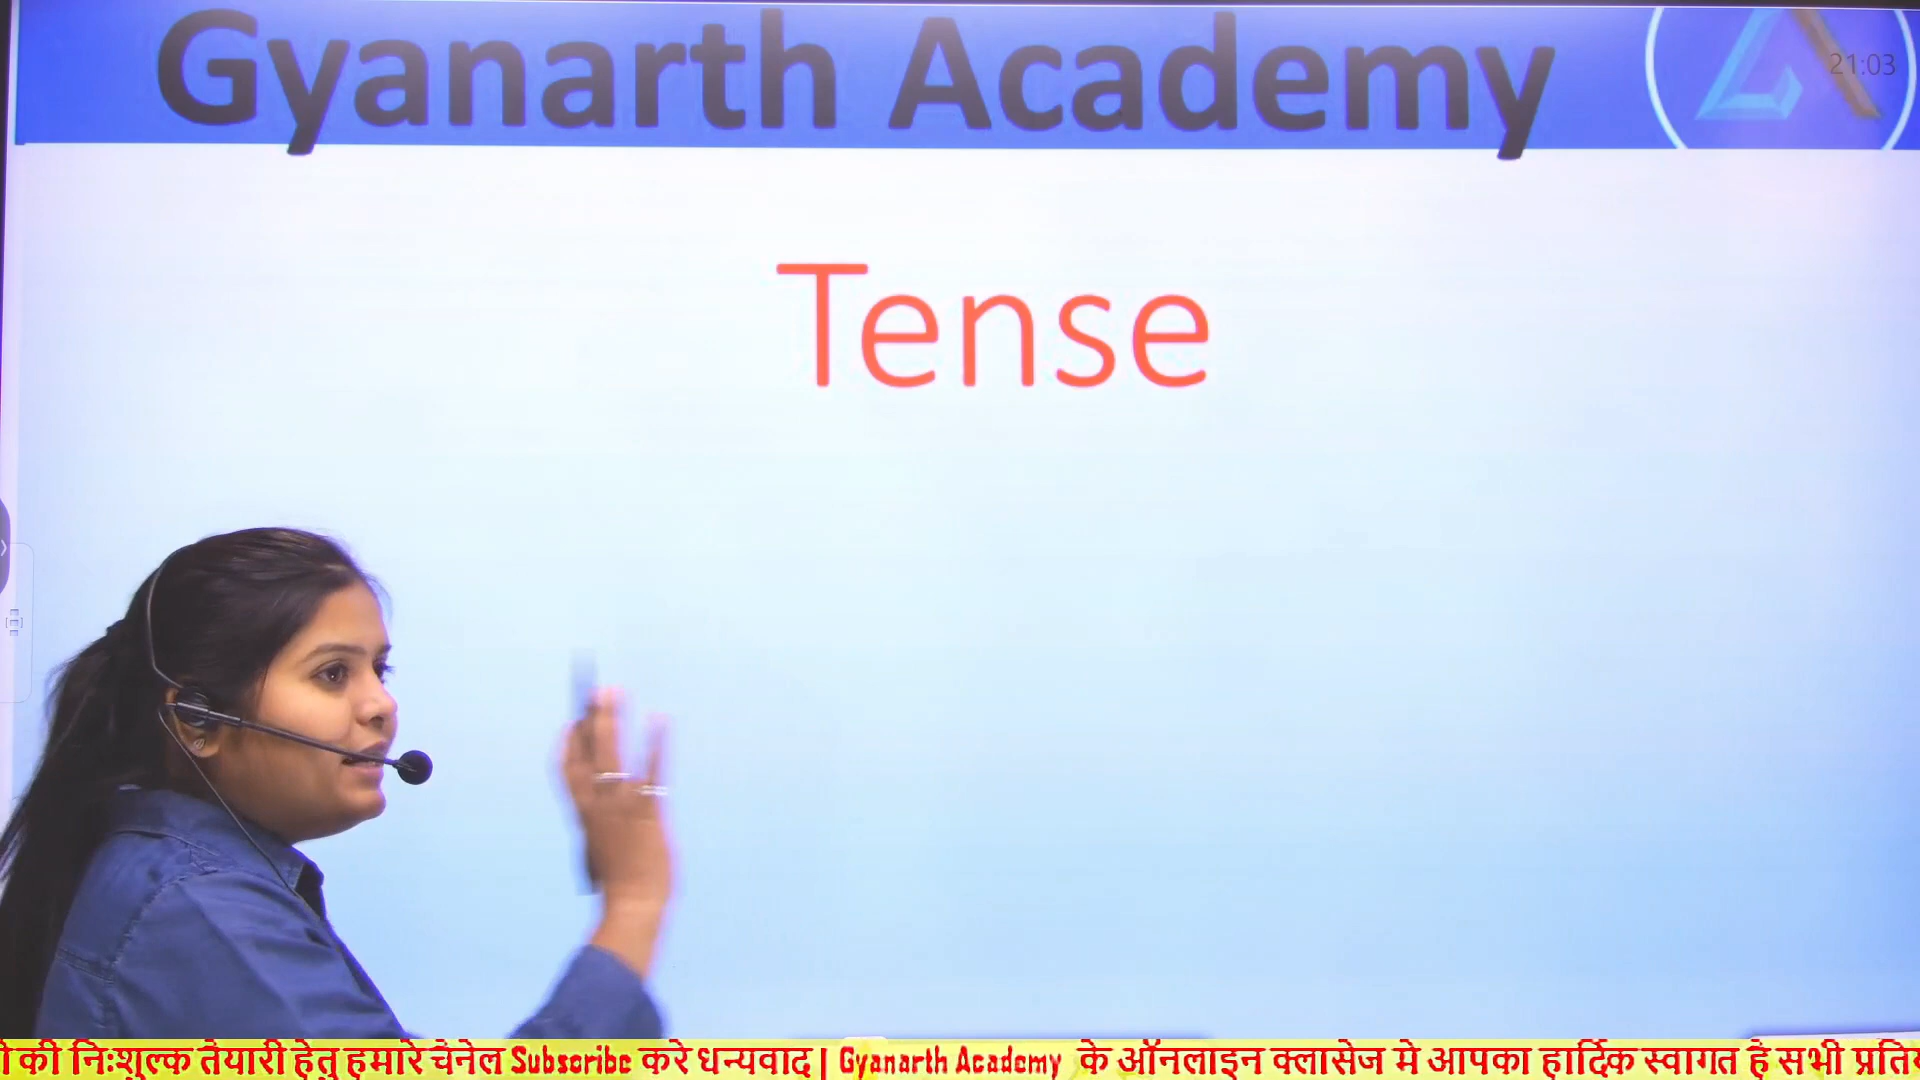 Gyanarth Academy
21:03
Tense
की निःशुल्क तैयारी हेतु हमारे चैनेल Subscribe करे धन्यवाद | Gyanarth Academy के ऑनलाइन क्लासेज मे आपका हार्दिक स्वागत है सभी